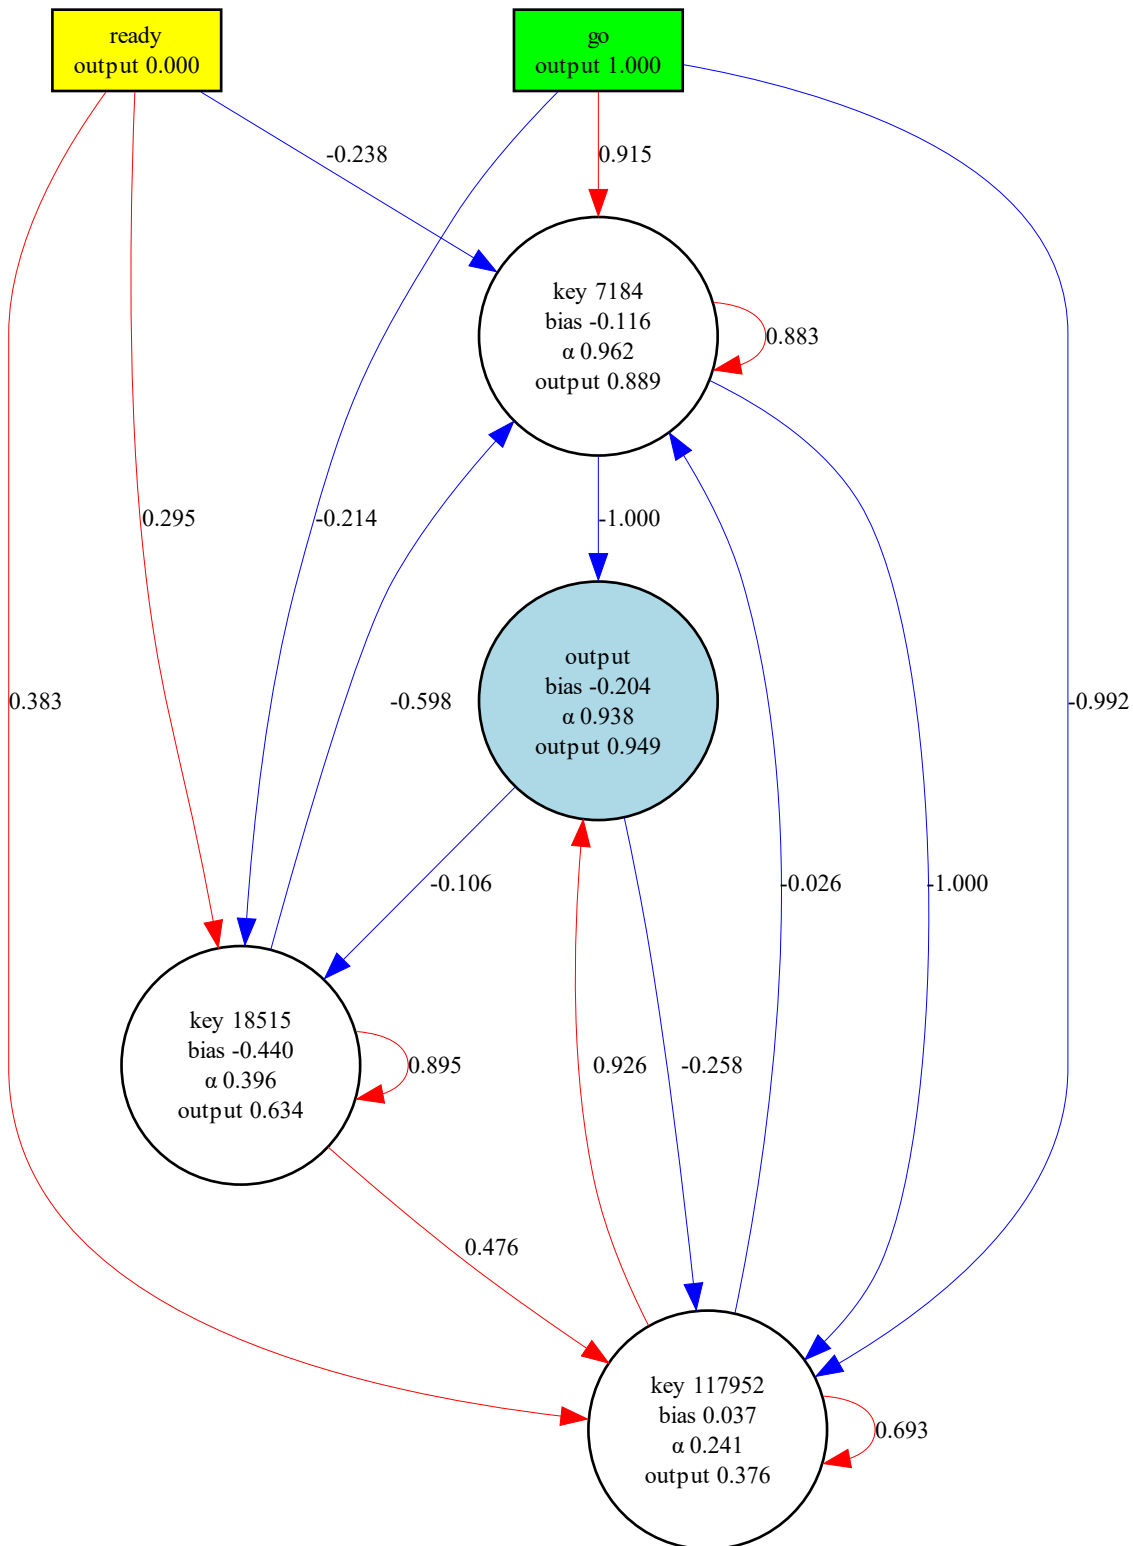 ready
output 0.000
go
output 1.000
-0.238
0.915
key 7184
bias -0.116
α 0.962
output 0.889
0.883
0.295
-0.214
-1.000
output
bias -0.204
α 0.938
output 0.949
0.383
-0.598
-0.992
-0.106
-0.026
-1.000
key 18515
bias -0.440
α 0.396
output 0.634
0.895
0.926
-0.258
0.476
key 117952
bias 0.037
α 0.241
output 0.376
0.693